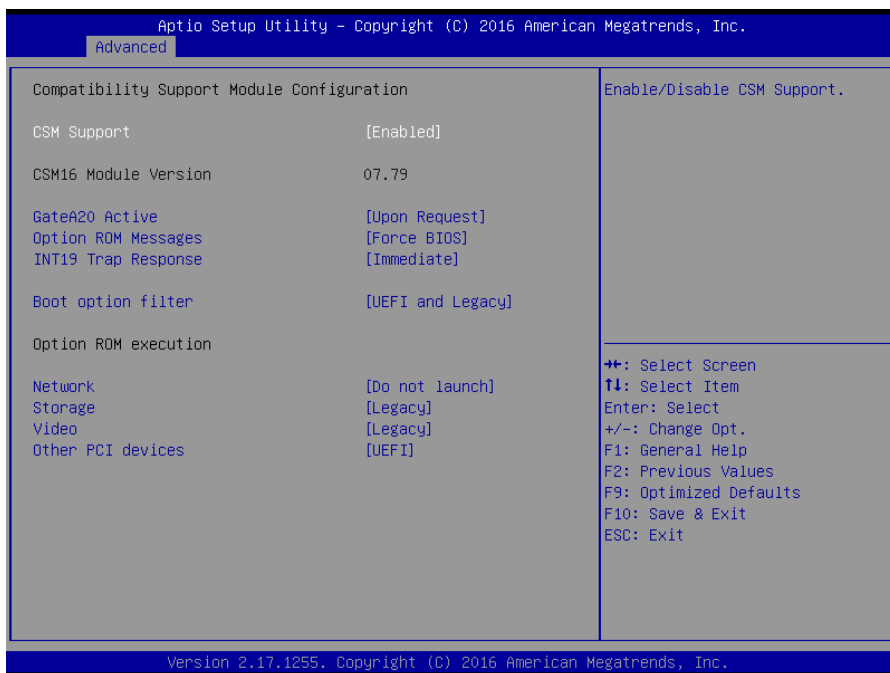 Aptio Setup Utility – Copyright (C) 2016 American Megatrends, Inc.
Advanced
Compatibility Support Module Configuration
CSM Support [Enabled]
CSM16 Module Version 07.79
GateA20 Active [Upon Request]
Option ROM Messages [Force BIOS]
INT19 Trap Response [Immediate]
Boot option filter [UEFI and Legacy]
Option ROM execution
Network [Do not launch]
Storage [Legacy]
Video [Legacy]
Other PCI devices [UEFI]
Enable/Disable CSM Support.
→←: Select Screen
↑↓: Select Item
Enter: Select
+/-: Change Opt.
F1: General Help
F2: Previous Values
F9: Optimized Defaults
F10: Save & Exit
ESC: Exit
Version 2.17.1255. Copyright (C) 2016 American Megatrends, Inc.